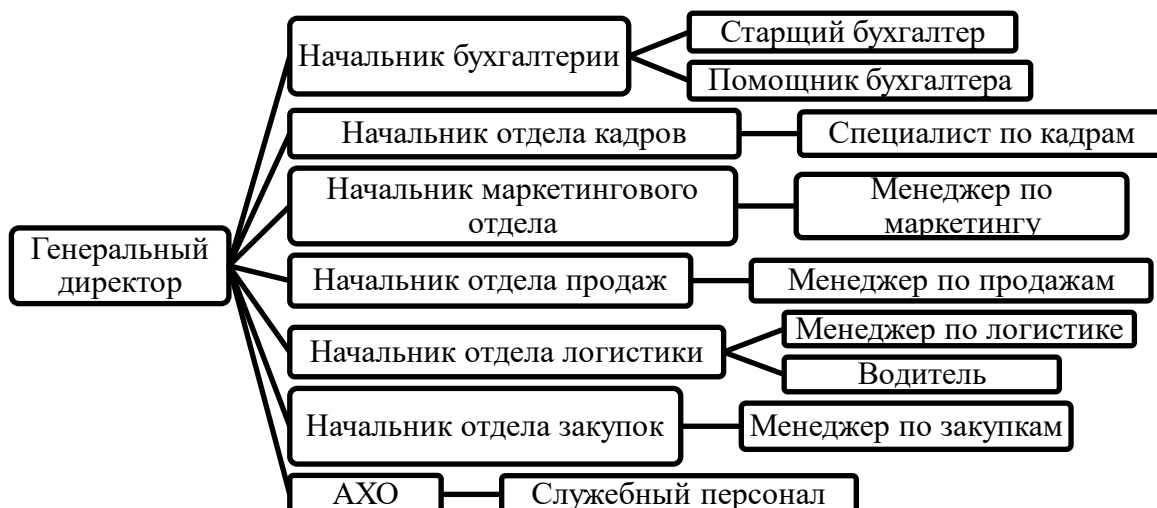 Начальник бухгалтерии
Старщий бухгалтер
Помощник бухгалтера
Начальник отдела кадров
Специалист по кадрам
Начальник маркетингового
отдела
Менеджер по
маркетингу
Генеральный
директор
Начальник отдела продаж
Менеджер по продажам
Начальник отдела логистики
Менеджер по логистике
Водитель
Начальник отдела закупок
Менеджер по закупкам
АХО
Служебный персонал